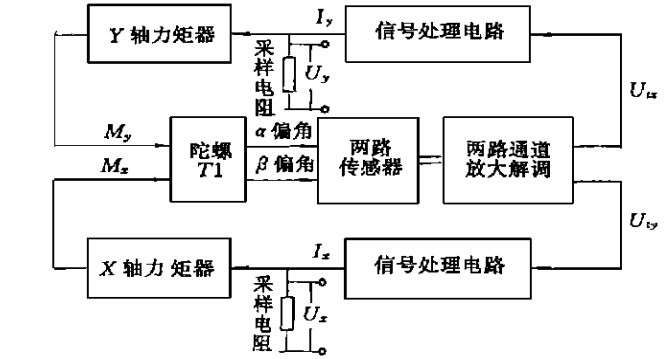 I_y
Y 轴力矩器
信号处理电路
采样电阻
U_y
U_ix
M_y
α 偏角
陀螺
T1
两路
传感器
两路通道
放大解调
M_x
β 偏角
U_iy
I_x
X 轴力矩器
信号处理电路
采样电阻
U_x